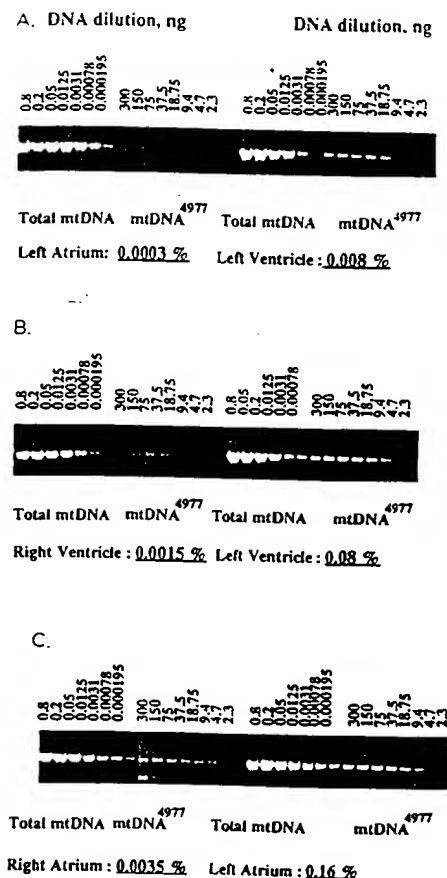 A. DNA dilution, ng DNA dilution. ng
0.8 0.2 0.05 0.0125 0.0031 0.00078 0.000195 300 150 75 37.5 18.75 9.4 4.7 2.3 0.8 0.2 0.05 0.0125 0.0031 0.00078 0.000195 300 150 75 37.5 18.75 9.4 4.7 2.3
Total mtDNA mtDNA4977 Total mtDNA mtDNA4977
Left Atrium: 0.0003 % Left Ventricle : 0.008 %
B.
0.8 0.2 0.05 0.0125 0.0031 0.00078 0.000195 300 150 75 37.5 18.75 9.4 4.7 2.3 0.8 0.05 0.2 0.0125 0.0031 0.00078 300 150 75 37.5 18.75 9.4 4.7 2.3
Total mtDNA mtDNA4977 Total mtDNA mtDNA4977
Right Ventricle : 0.0015 % Left Ventricle : 0.08 %
C.
0.8 0.2 0.05 0.0125 0.0031 0.00078 0.000195 300 150 75 37.5 18.75 9.4 4.7 2.3 0.8 0.2 0.05 0.0125 0.0031 0.00078 0.000195 300 150 75 37.5 18.75 9.4 4.7 2.3
Total mtDNA mtDNA4977 Total mtDNA mtDNA4977
Right Atrium : 0.0035 % Left Atrium : 0.16 %